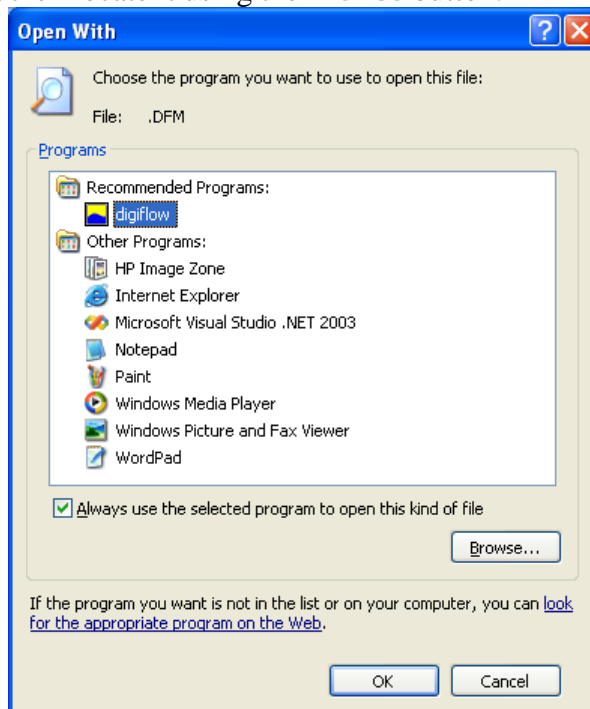 Open With
Choose the program you want to use to open this file:
File: .DFM
Programs
Recommended Programs:
digiflow
Other Programs:
HP Image Zone
Internet Explorer
Microsoft Visual Studio .NET 2003
Notepad
Paint
Windows Media Player
Windows Picture and Fax Viewer
WordPad
Always use the selected program to open this kind of file
Browse...
If the program you want is not in the list or on your computer, you can look
for the appropriate program on the Web.
OK Cancel